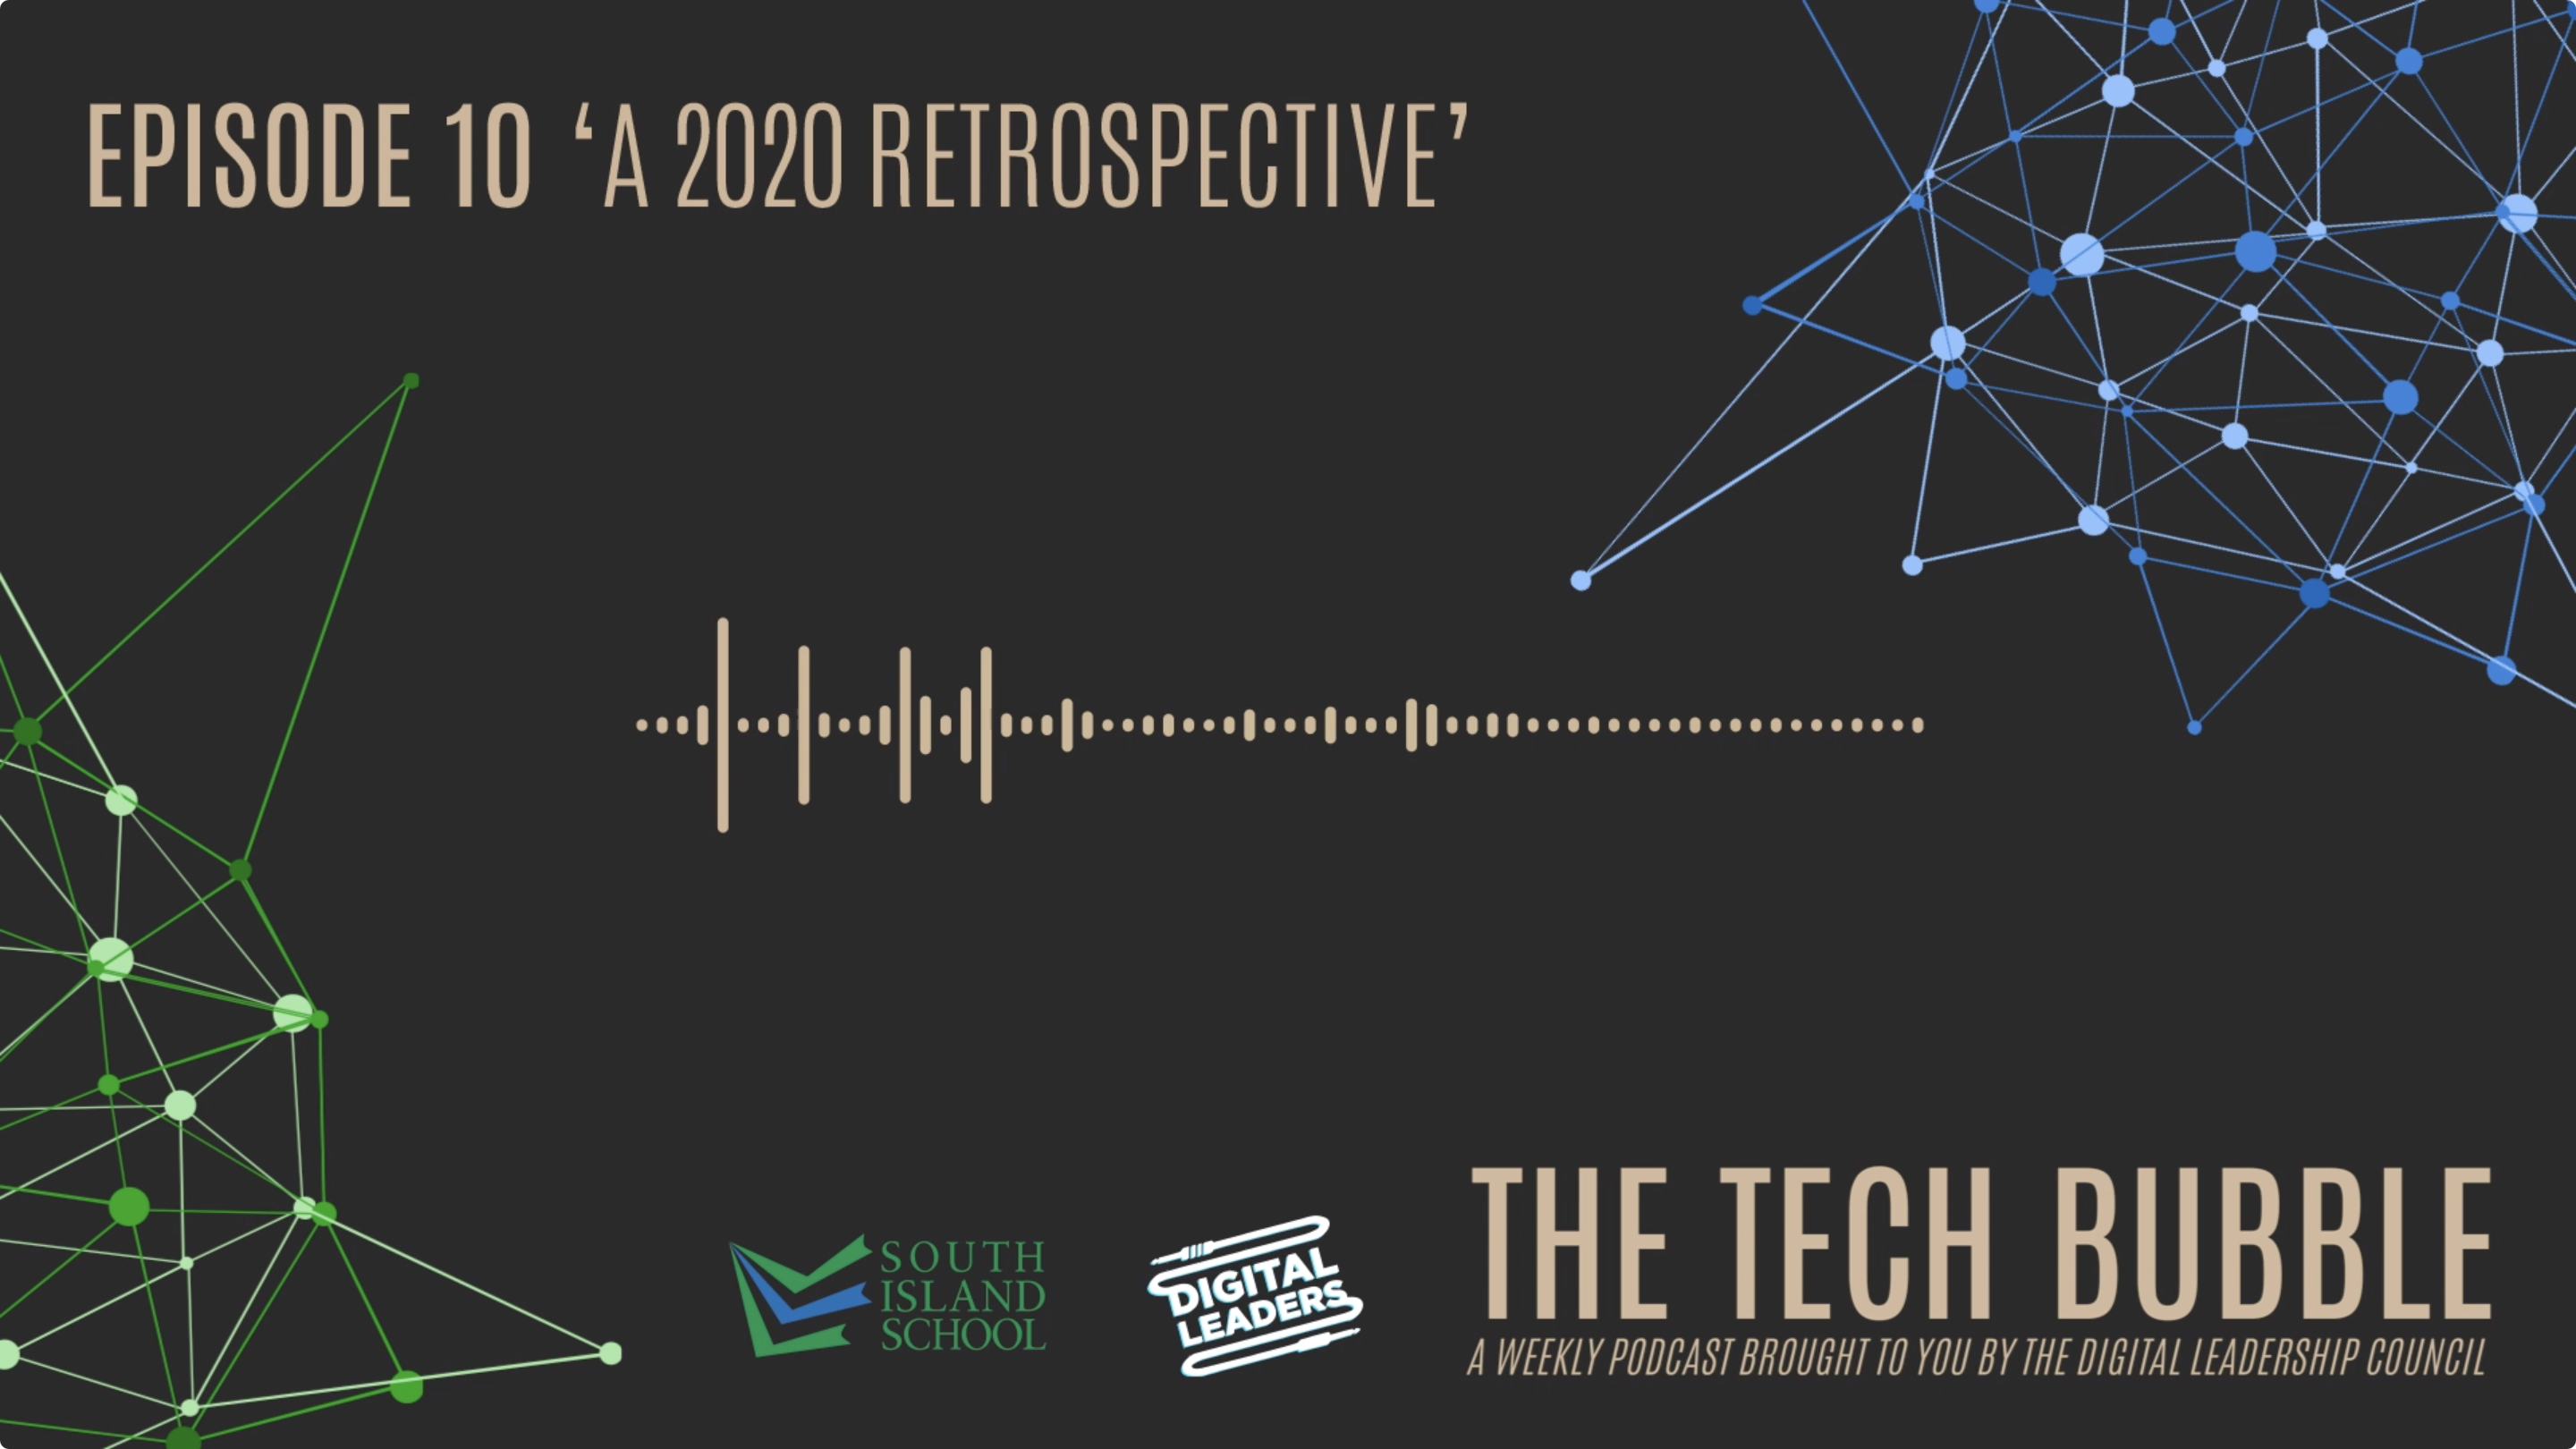 EPISODE 10 ‘A 2020 RETROSPECTIVE’
SOUTH
ISLAND
SCHOOL
DIGITAL
LEADERS
THE TECH BUBBLE
A WEEKLY PODCAST BROUGHT TO YOU BY THE DIGITAL LEADERSHIP COUNCIL